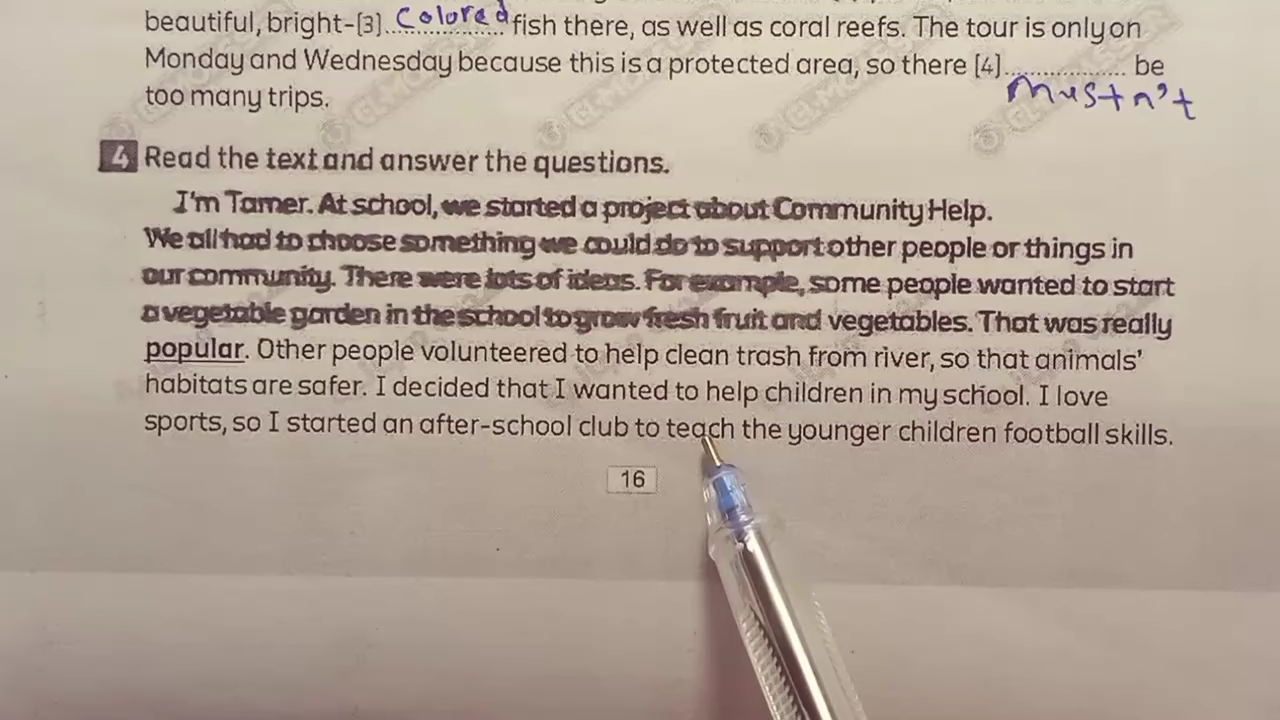 beautiful, bright-[3] colored fish there, as well as coral reefs. The tour is only on
Monday and Wednesday because this is a protected area, so there [4].................. be
too many trips. mustn't
4 Read the text and answer the questions.
I'm Tamer. At school, we started a project about Community Help.
We all had to choose something we could do to support other people or things in
our community. There were lots of ideas. For example, some people wanted to start
a vegetable garden in the school to grow fresh fruit and vegetables. That was really
popular. Other people volunteered to help clean trash from river, so that animals'
habitats are safer. I decided that I wanted to help children in my school. I love
sports, so I started an after-school club to teach the younger children football skills.
16